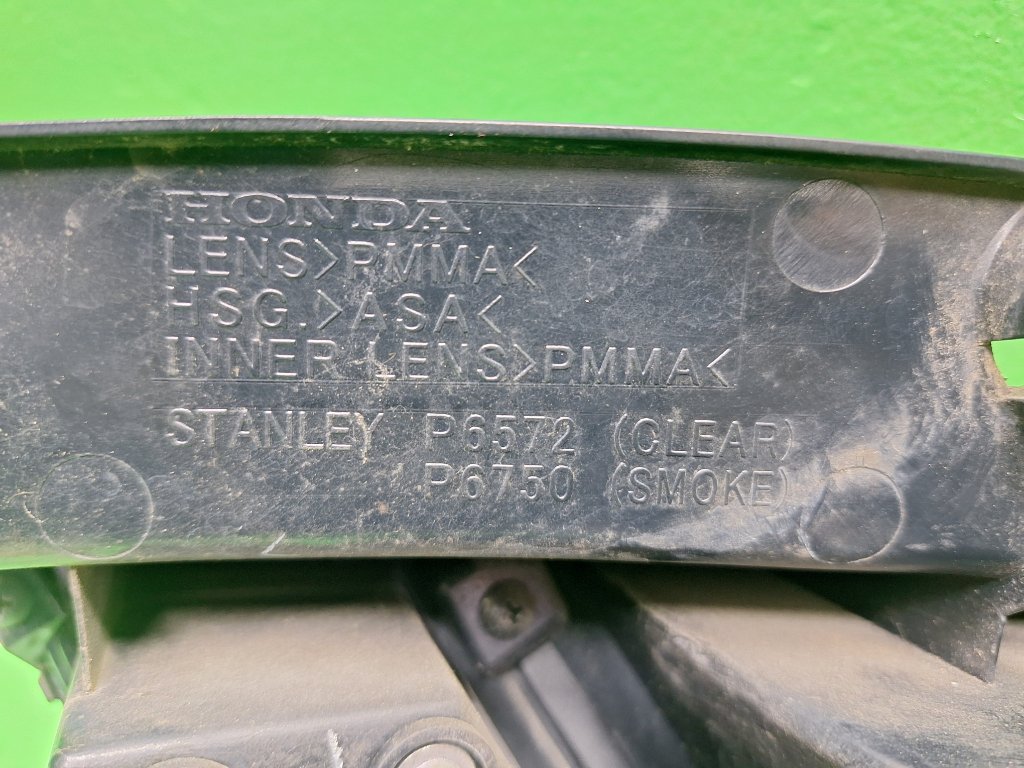 HONDA
LENS>PMMA<
HSG.>ASA<
INNER LENS>PMMA<
STANLEY P6572 (CLEAR)
P6750 (SMOKE)